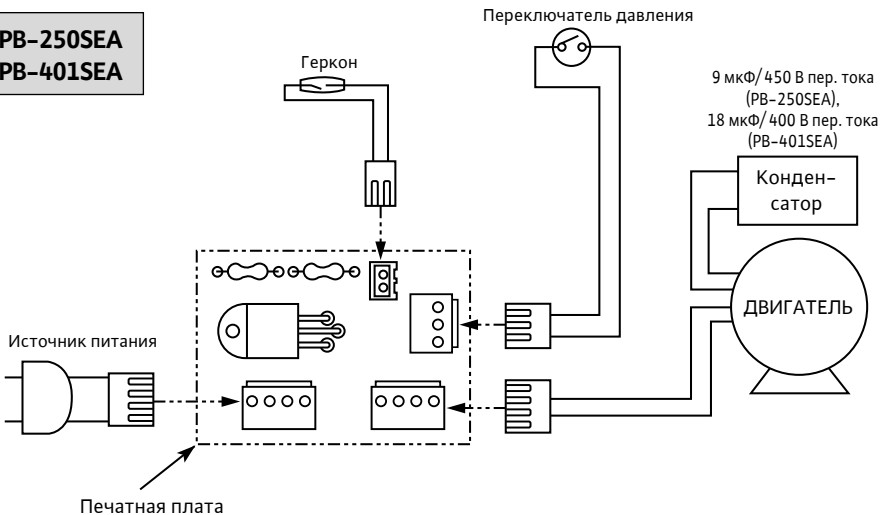 PB-250SEA
PB-401SEA
Переключатель давления
Геркон
9 мкФ/450 В пер. тока
(PB-250SEA),
18 мкФ/400 В пер. тока
(PB-401SEA)
Конден-
сатор
ДВИГАТЕЛЬ
Источник питания
Печатная плата